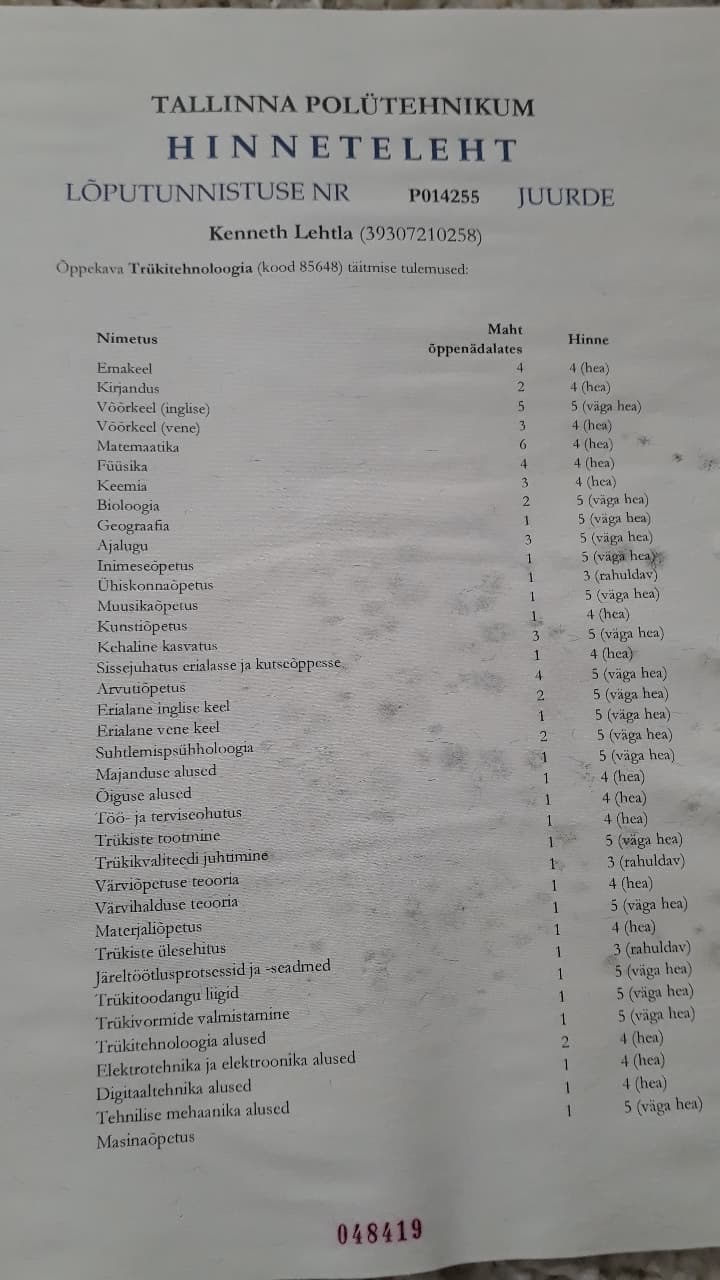 TALLINNA POLÜTEHNIKUM
HINNETELEHT
LÕPUTUNNISTUSE NR P014255 JUURDE
Kenneth Lehtla (39307210258)
Õppekava Trükitehnoloogia (kood 85648) täitmise tulemused:
Nimetus Maht õppenädalates Hinne
Emakeel 4 4 (hea)
Kirjandus 2 4 (hea)
Võõrkeel (inglise) 5 5 (väga hea)
Võõrkeel (vene) 3 4 (hea)
Matemaatika 6 4 (hea)
Füüsika 4 4 (hea)
Keemia 3 4 (hea)
Bioloogia 2 5 (väga hea)
Geograafia 1 5 (väga hea)
Ajalugu 3 5 (väga hea)
Inimeseõpetus 1 5 (väga hea)
Ühiskonnaõpetus 1 3 (rahuldav)
Muusikaõpetus 1 5 (väga hea)
Kunstiõpetus 1 4 (hea)
Kehaline kasvatus 3 5 (väga hea)
Sissejuhatus erialasse ja kutseõppesse 1 4 (hea)
Arvutiõpetus 4 5 (väga hea)
Erialane inglise keel 2 5 (väga hea)
Erialane vene keel 1 5 (väga hea)
Suhtlemispsühholoogia 2 5 (väga hea)
Majanduse alused 1 5 (väga hea)
Õiguse alused 1 4 (hea)
Töö- ja terviseohutus 1 4 (hea)
Trükiste tootmine 1 4 (hea)
Trükikvaliteedi juhtimine 1 5 (väga hea)
Värviõpetuse teooria 1 3 (rahuldav)
Värvihalduse teooria 1 4 (hea)
Materjaliõpetus 1 5 (väga hea)
Trükiste ülesehitus 1 4 (hea)
Järeltöötlusprotsessid ja -seadmed 1 3 (rahuldav)
Trükitoodangu liigid 1 5 (väga hea)
Trükivormide valmistamine 1 5 (väga hea)
Trükitehnoloogia alused 1 5 (väga hea)
Elektrotehnika ja elektroonika alused 2 4 (hea)
Digitaaltehnika alused 1 4 (hea)
Tehnilise mehaanika alused 1 4 (hea)
Masinaõpetus 1 5 (väga hea)
048419